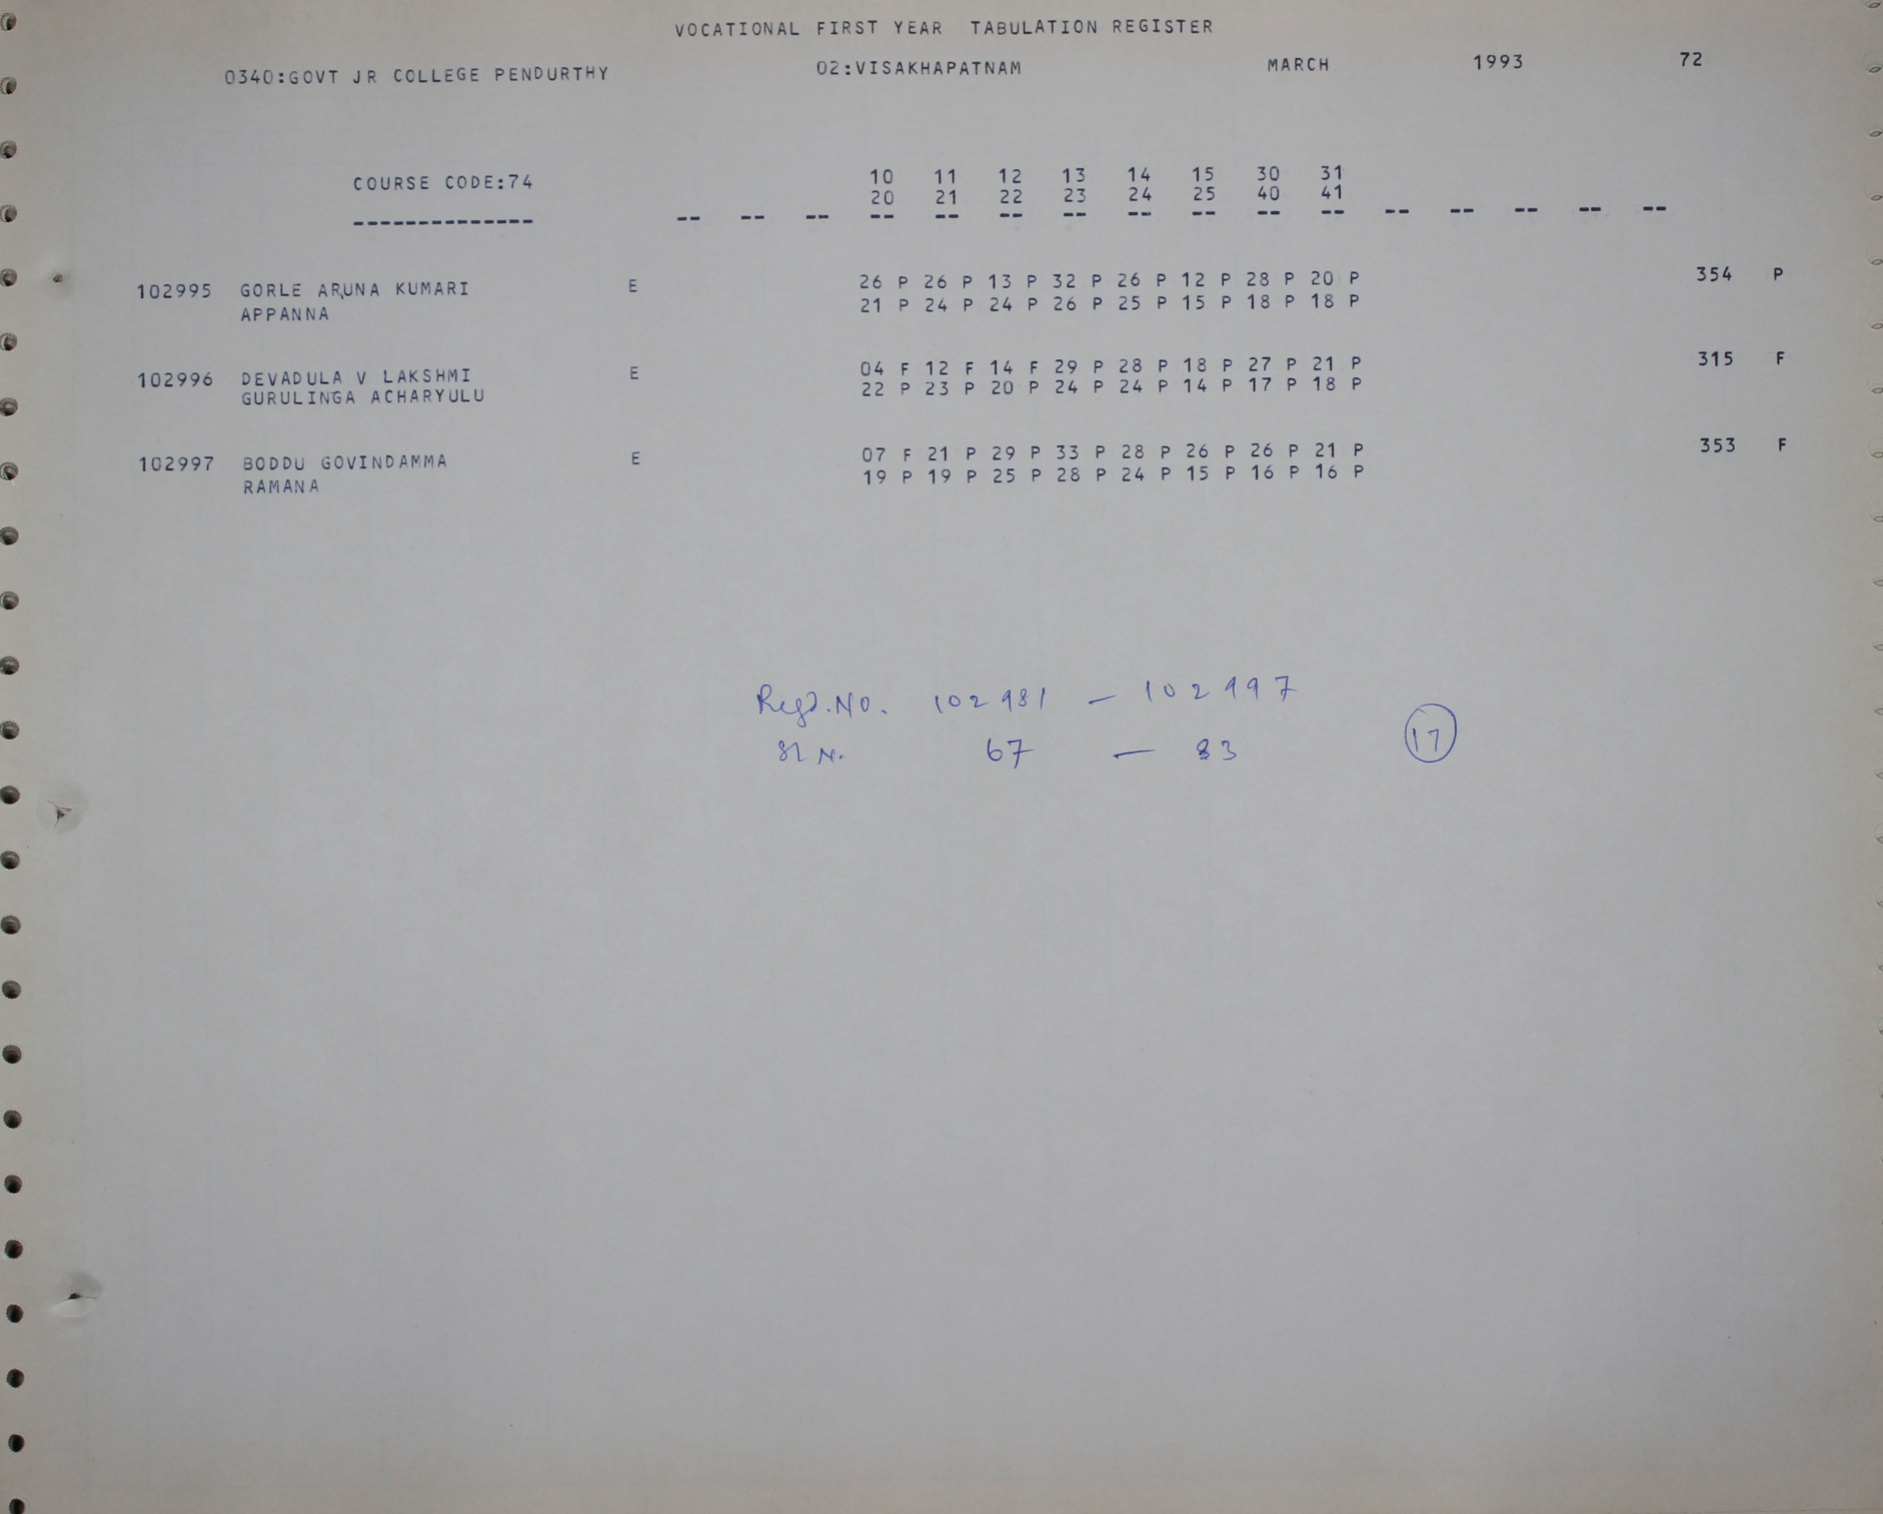 VOCATIONAL FIRST YEAR TABULATION REGISTER
0340:GOVT JR COLLEGE PENDURTHY 02:VISAKHAPATNAM MARCH 1993 72
COURSE CODE:74 10 11 12 13 14 15 30 31
20 21 22 23 24 25 40 41
-------------- -- -- -- -- -- -- -- -- -- -- -- -- -- -- -- --
102995 GORLE ARUNA KUMARI E 26 P 26 P 13 P 32 P 26 P 12 P 28 P 20 P 354 P
APPANNA 21 P 24 P 24 P 26 P 25 P 15 P 18 P 18 P
102996 DEVADULA V LAKSHMI E 04 F 12 F 14 F 29 P 28 P 18 P 27 P 21 P 315 F
GURULINGA ACHARYULU 22 P 23 P 20 P 24 P 24 P 14 P 17 P 18 P
102997 BODDU GOVINDAMMA E 07 F 21 P 29 P 33 P 28 P 26 P 26 P 21 P 353 F
RAMANA 19 P 19 P 25 P 28 P 24 P 15 P 16 P 16 P
Regd.No. 102981 — 102997
Sl N. 67 — 83 17